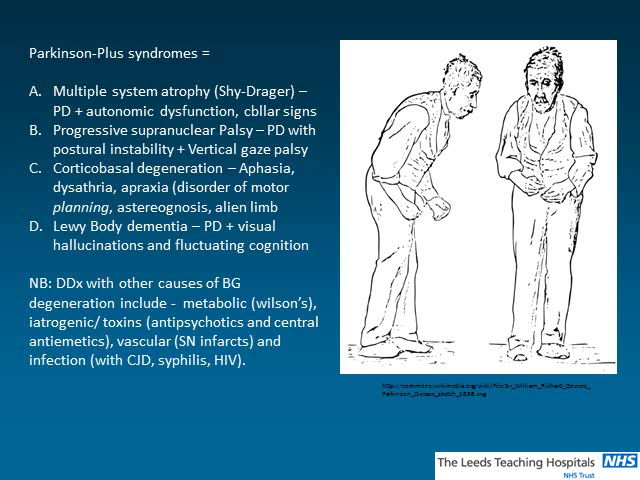 Parkinson-Plus syndromes =
A. Multiple system atrophy (Shy-Drager) –
PD + autonomic dysfunction, cbllar signs
B. Progressive supranuclear Palsy – PD with
postural instability + Vertical gaze palsy
C. Corticobasal degeneration – Aphasia,
dysathria, apraxia (disorder of motor
planning, astereognosis, alien limb
D. Lewy Body dementia – PD + visual
hallucinations and fluctuating cognition
NB: DDx with other causes of BG
degeneration include - metabolic (wilson's),
iatrogenic/ toxins (antipsychotics and central
antiemetics), vascular (SN infarcts) and
infection (with CJD, syphilis, HIV).
http://commons.wikimedia.org/wiki/File:Sir_William_Richard_Gowers_
Parkinson_Disease_sketch_1886.svg
The Leeds Teaching Hospitals NHS
NHS Trust